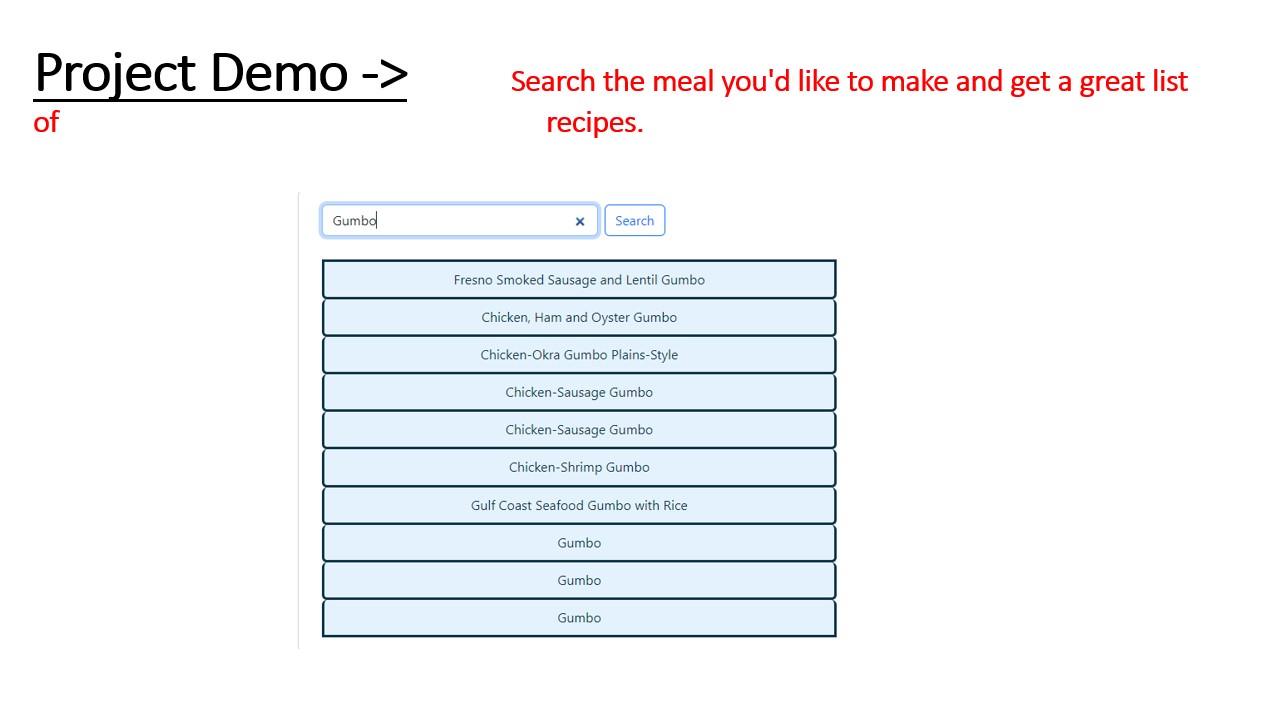 Project Demo -> Search the meal you'd like to make and get a great list
of recipes.
Gumbo
Search
Fresno Smoked Sausage and Lentil Gumbo
Chicken, Ham and Oyster Gumbo
Chicken-Okra Gumbo Plains-Style
Chicken-Sausage Gumbo
Chicken-Sausage Gumbo
Chicken-Shrimp Gumbo
Gulf Coast Seafood Gumbo with Rice
Gumbo
Gumbo
Gumbo